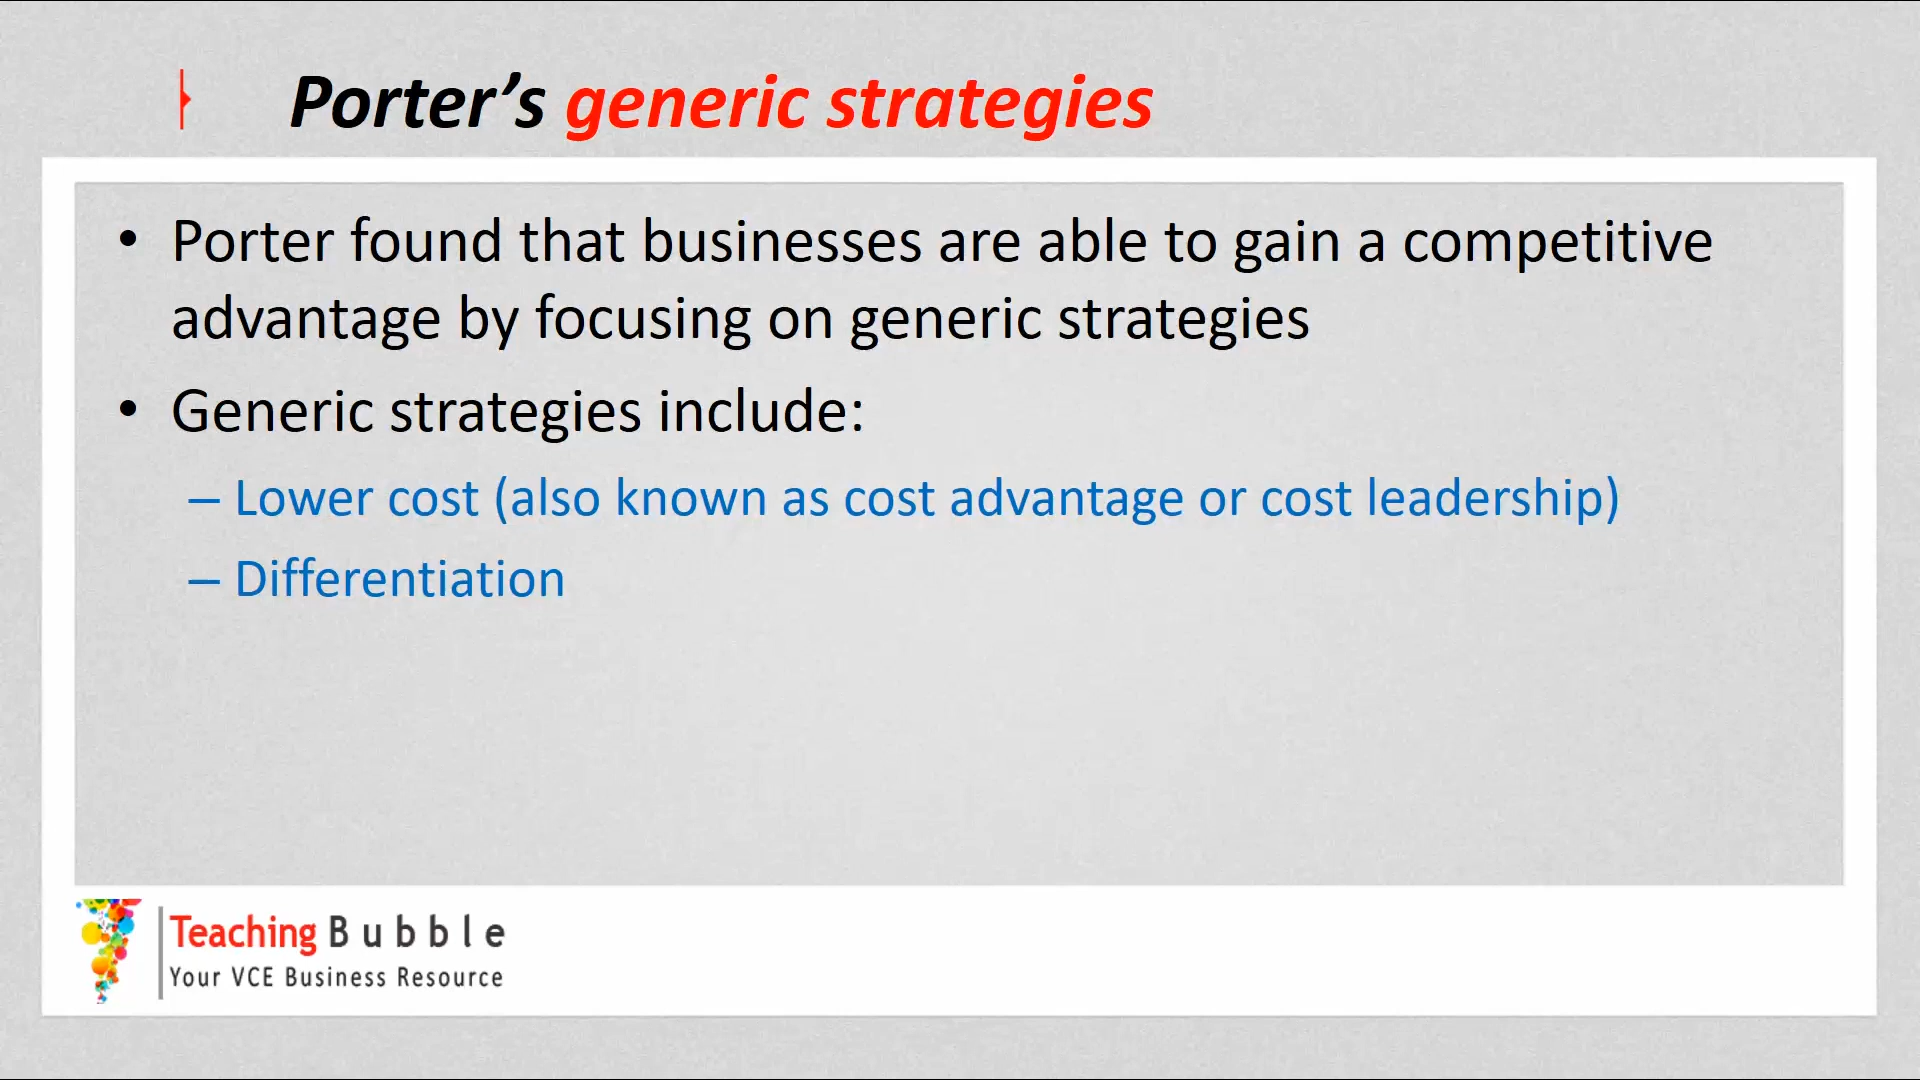 Porter’s generic strategies
• Porter found that businesses are able to gain a competitive
advantage by focusing on generic strategies
• Generic strategies include:
– Lower cost (also known as cost advantage or cost leadership)
– Differentiation
Teaching Bubble
Your VCE Business Resource